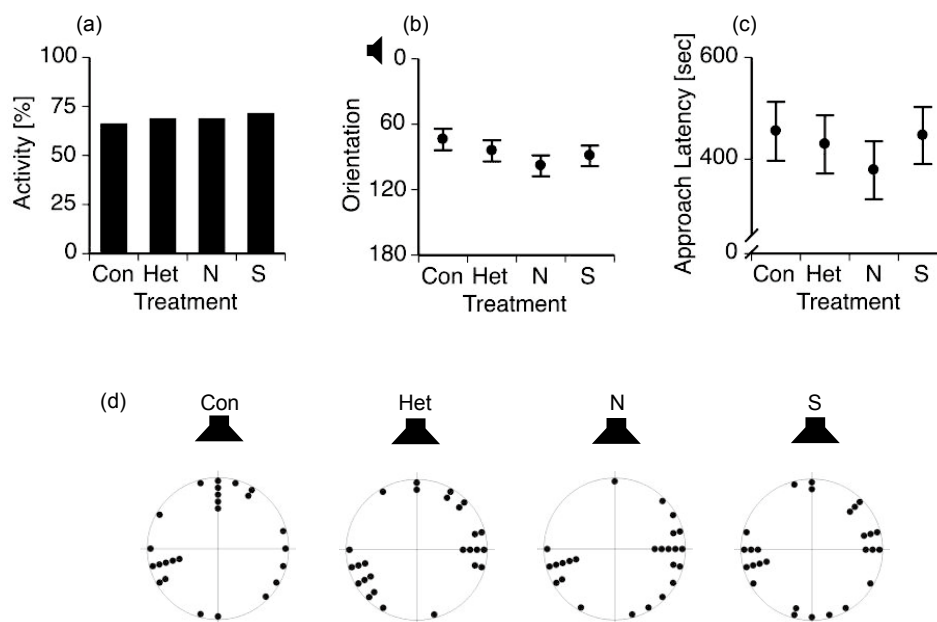 (a)
100
75
50
25
0
Activity [%]
Con Het N S
Treatment
(b)
0
60
120
180
Orientation
Con Het N S
Treatment
(c)
600
400
0
Approach Latency [sec]
Con Het N S
Treatment
(d)
Con Het N S